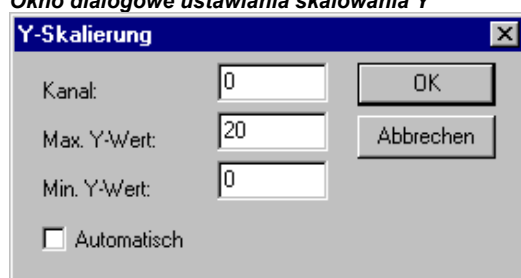 Okno dialogowe ustawiania skalowania Y
Y-Skalierung
Kanal: 0
OK
Max. Y-Wert: 20
Abbrechen
Min. Y-Wert: 0
Automatisch